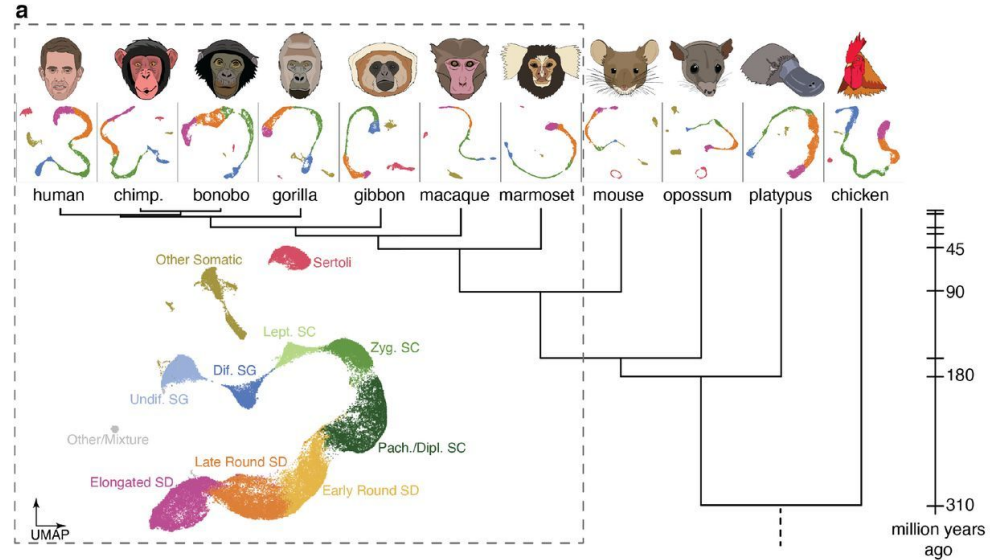 a
human chimp. bonobo gorilla gibbon macaque marmoset mouse opossum platypus chicken
45
Other Somatic
Sertoli
90
Lept. SC
Zyg. SC
Dif. SG
180
Undif. SG
Other/Mixture
Pach./Dipl. SC
Late Round SD
Elongated SD
Early Round SD
310
UMAP
million years
ago